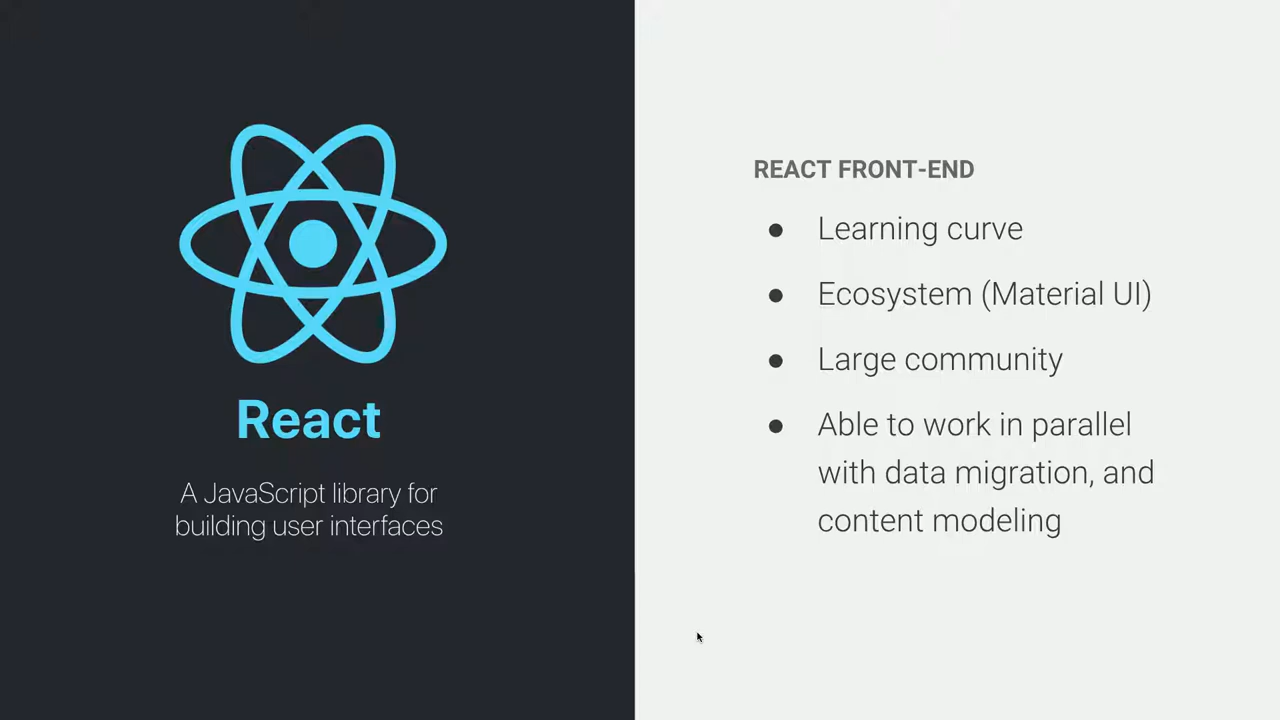 React
A JavaScript library for
building user interfaces
REACT FRONT-END
● Learning curve
● Ecosystem (Material UI)
● Large community
● Able to work in parallel
with data migration, and
content modeling